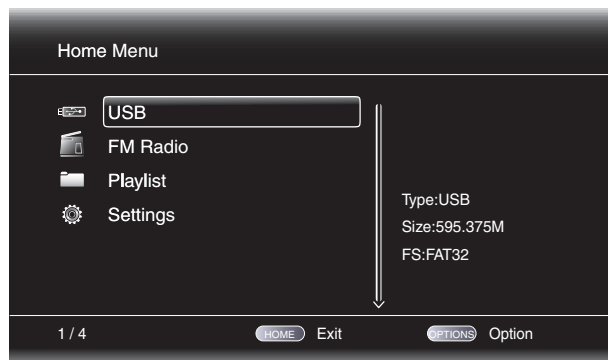 Home Menu
USB
FM Radio
Playlist
Settings
Type:USB
Size:595.375M
FS:FAT32
1 / 4
HOME Exit
OPTIONS Option